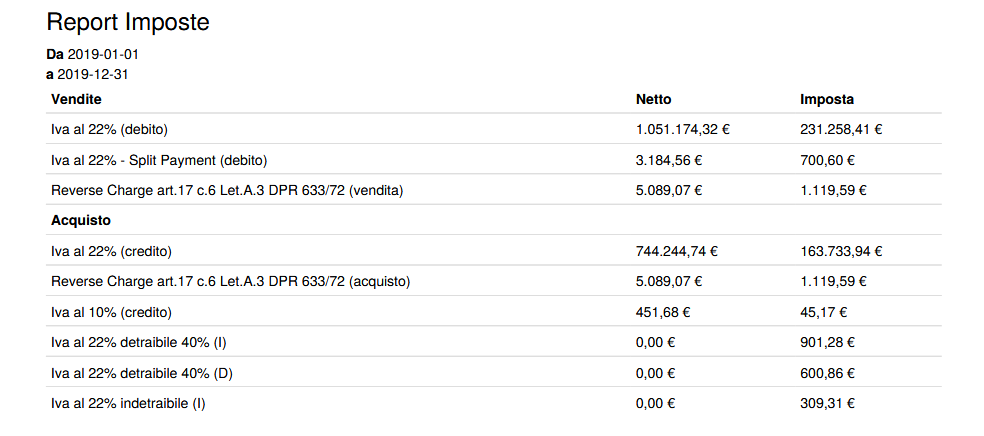 Report Imposte
Da 2019-01-01
a 2019-12-31
Vendite Netto Imposta
Iva al 22% (debito) 1.051.174,32 € 231.258,41 €
Iva al 22% - Split Payment (debito) 3.184,56 € 700,60 €
Reverse Charge art.17 c.6 Let.A.3 DPR 633/72 (vendita) 5.089,07 € 1.119,59 €
Acquisto
Iva al 22% (credito) 744.244,74 € 163.733,94 €
Reverse Charge art.17 c.6 Let.A.3 DPR 633/72 (acquisto) 5.089,07 € 1.119,59 €
Iva al 10% (credito) 451,68 € 45,17 €
Iva al 22% detraibile 40% (I) 0,00 € 901,28 €
Iva al 22% detraibile 40% (D) 0,00 € 600,86 €
Iva al 22% indetraibile (I) 0,00 € 309,31 €